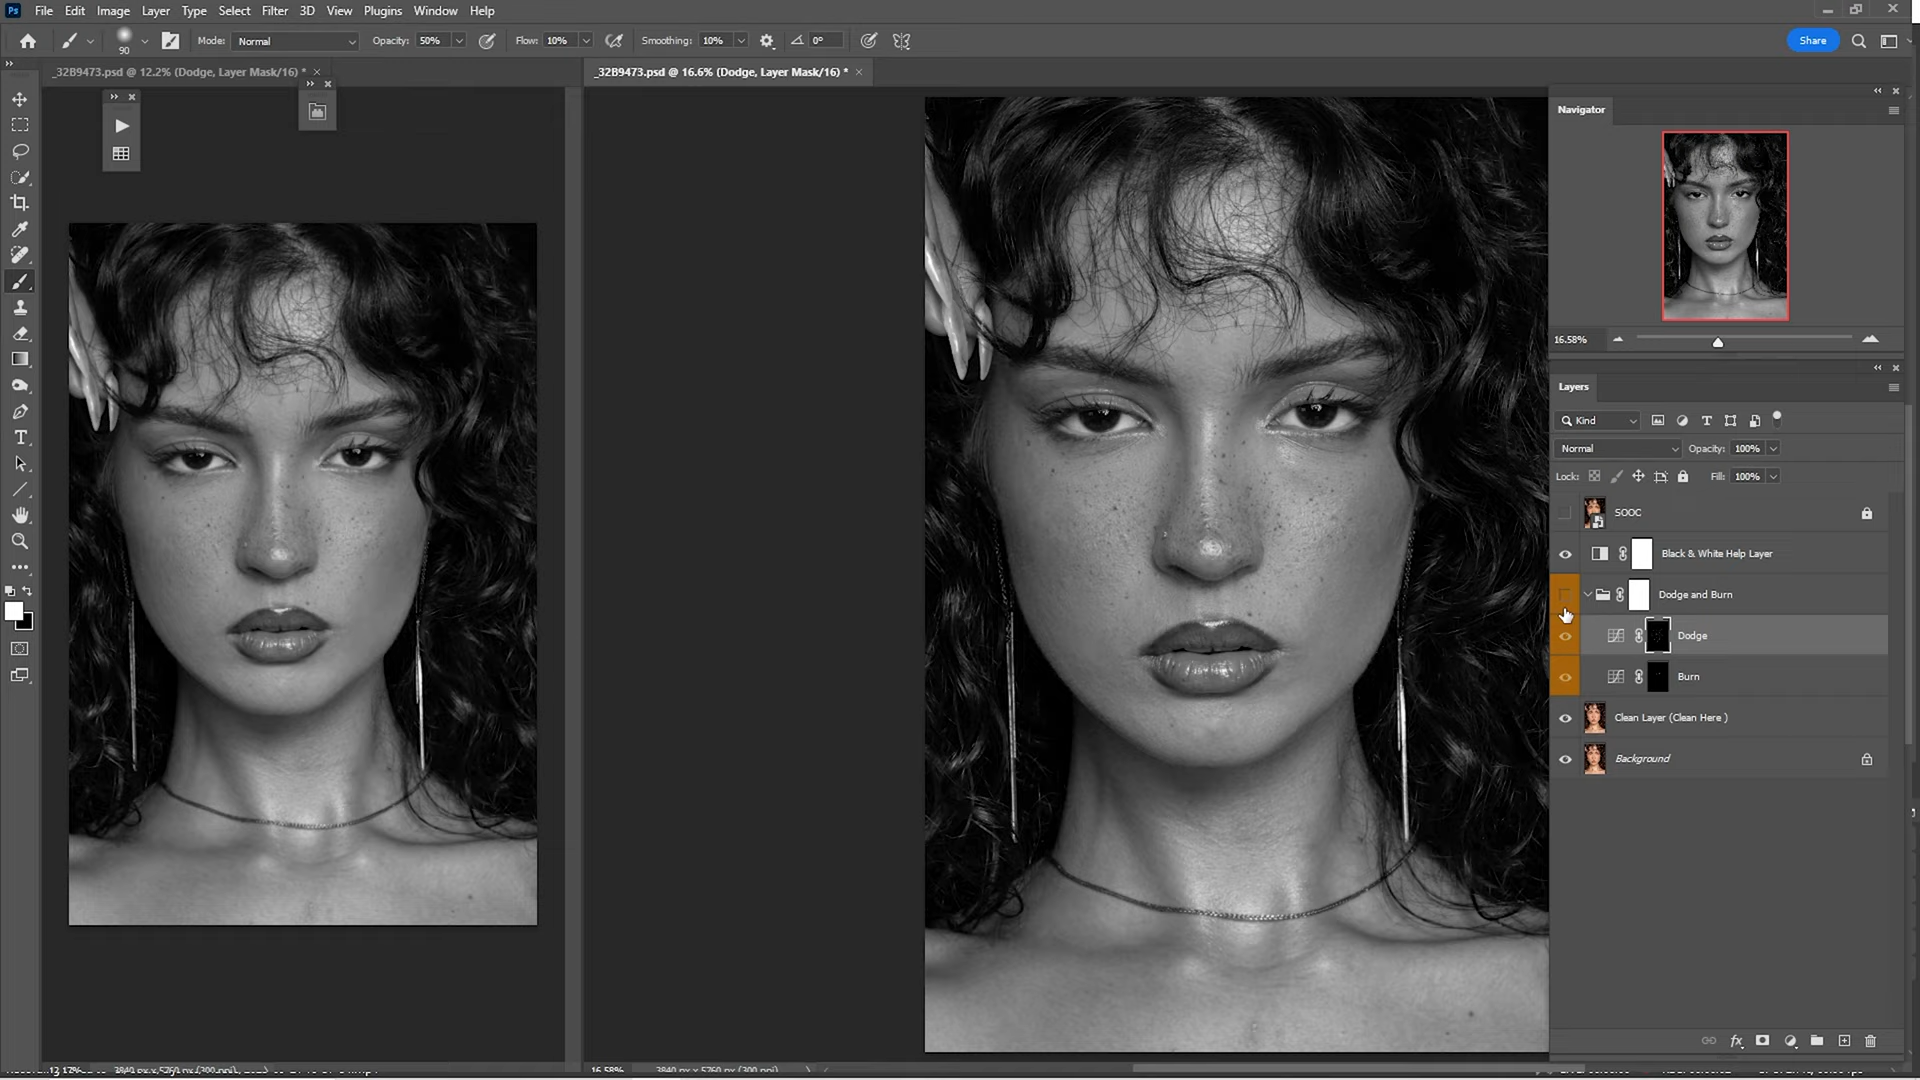 Ps File Edit Image Layer Type Select Filter 3D View Plugins Window Help
90 Mode: Normal Opacity: 50% Flow: 10% Smoothing: 10% 0° Share
_32B9473.psd @ 12.2% (Dodge, Layer Mask/16) *
_32B9473.psd @ 16.6% (Dodge, Layer Mask/16) *
Navigator
16.58%
Layers
Kind
Normal Opacity: 100%
Lock: Fill: 100%
SOOC
Black & White Help Layer
Dodge and Burn
Dodge
Burn
Clean Layer (Clean Here )
Background
3840 px x 5760 px (300 ppi)
16.58% 3840 px x 5760 px (300 ppi)